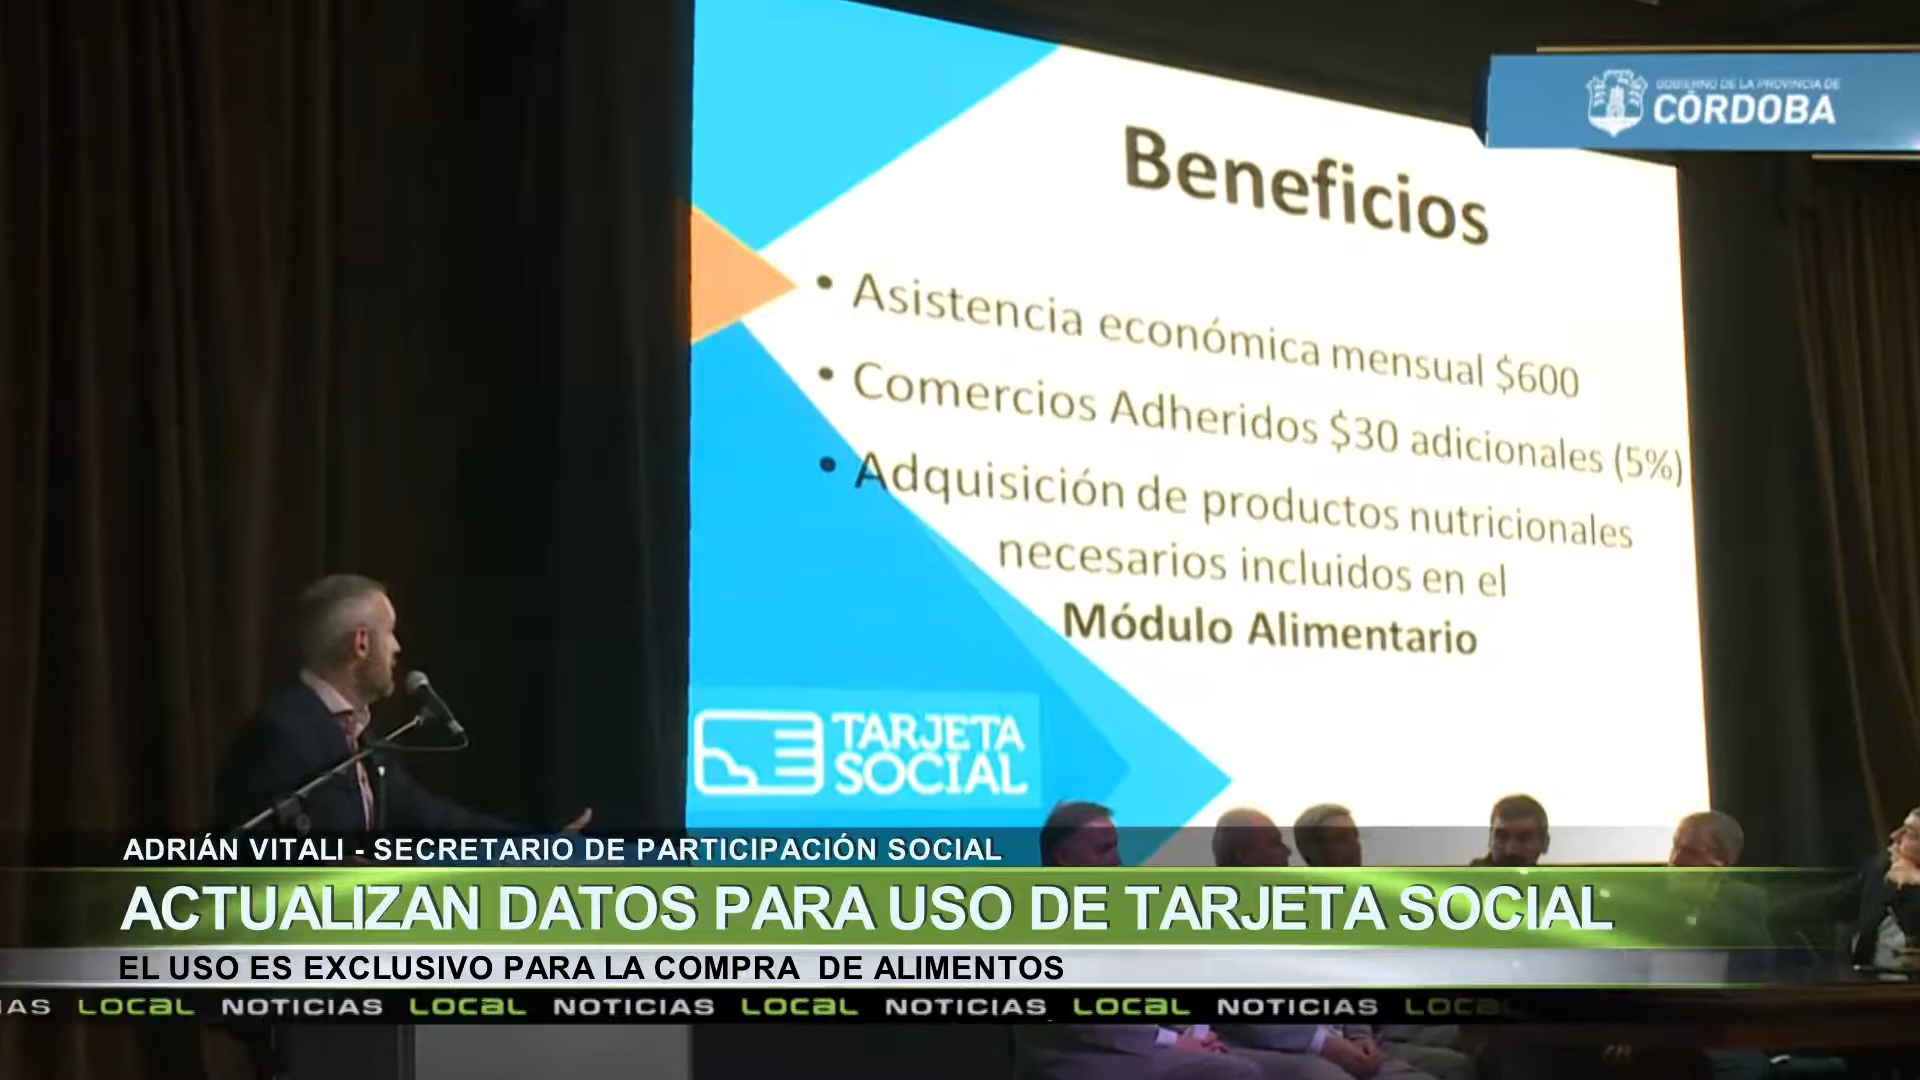 GOBIERNO DE LA PROVINCIA DE
CÓRDOBA
Beneficios
• Asistencia económica mensual $600
• Comercios Adheridos $30 adicionales (5%)
• Adquisición de productos nutricionales
necesarios incluidos en el
Módulo Alimentario
TARJETA
SOCIAL
ADRIÁN VITALI - SECRETARIO DE PARTICIPACIÓN SOCIAL
ACTUALIZAN DATOS PARA USO DE TARJETA SOCIAL
EL USO ES EXCLUSIVO PARA LA COMPRA DE ALIMENTOS
IAS LOCAL NOTICIAS LOCAL NOTICIAS LOCAL NOTICIAS LOCAL NOTICIAS LOC